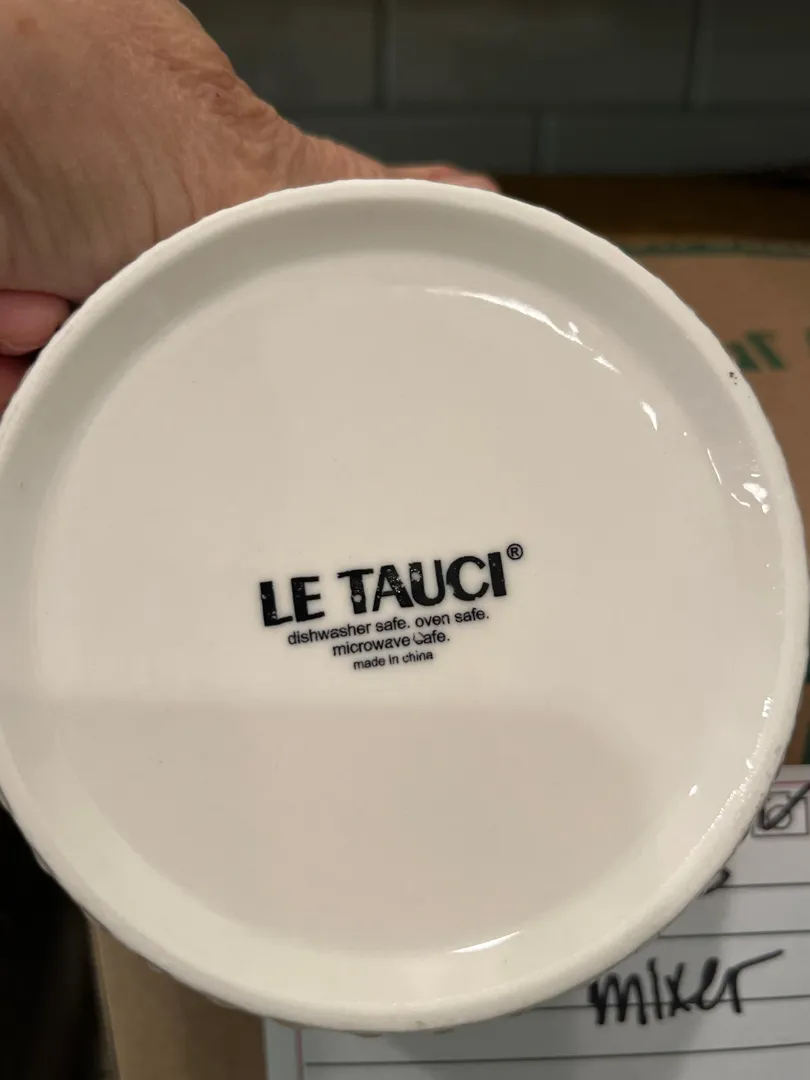 LE TAUCI®
dishwasher safe. oven safe.
microwave safe.
made in china
mixer